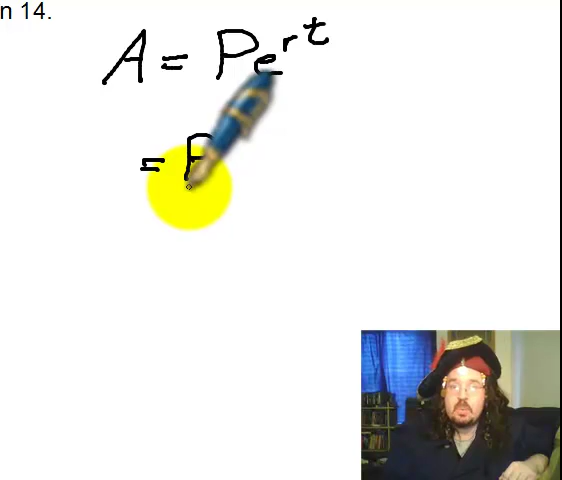 n 14.
A = Pe^rt
= P